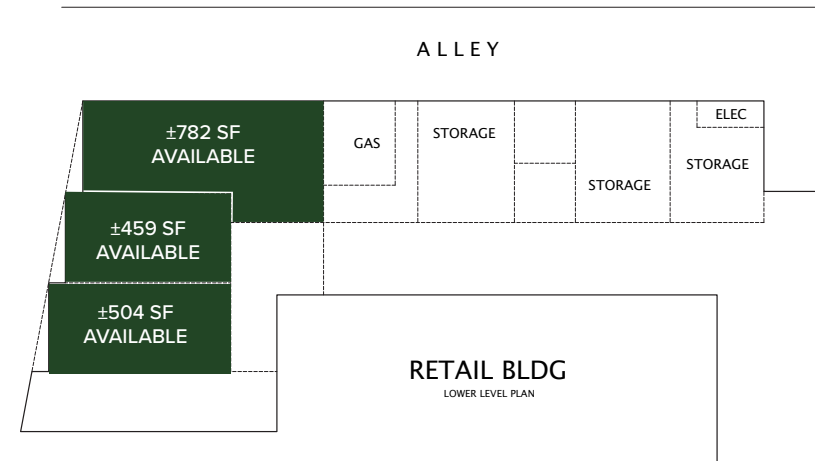 ALLEY
±782 SF
AVAILABLE
GAS
STORAGE
ELEC
STORAGE
STORAGE
±459 SF
AVAILABLE
±504 SF
AVAILABLE
RETAIL BLDG
LOWER LEVEL PLAN